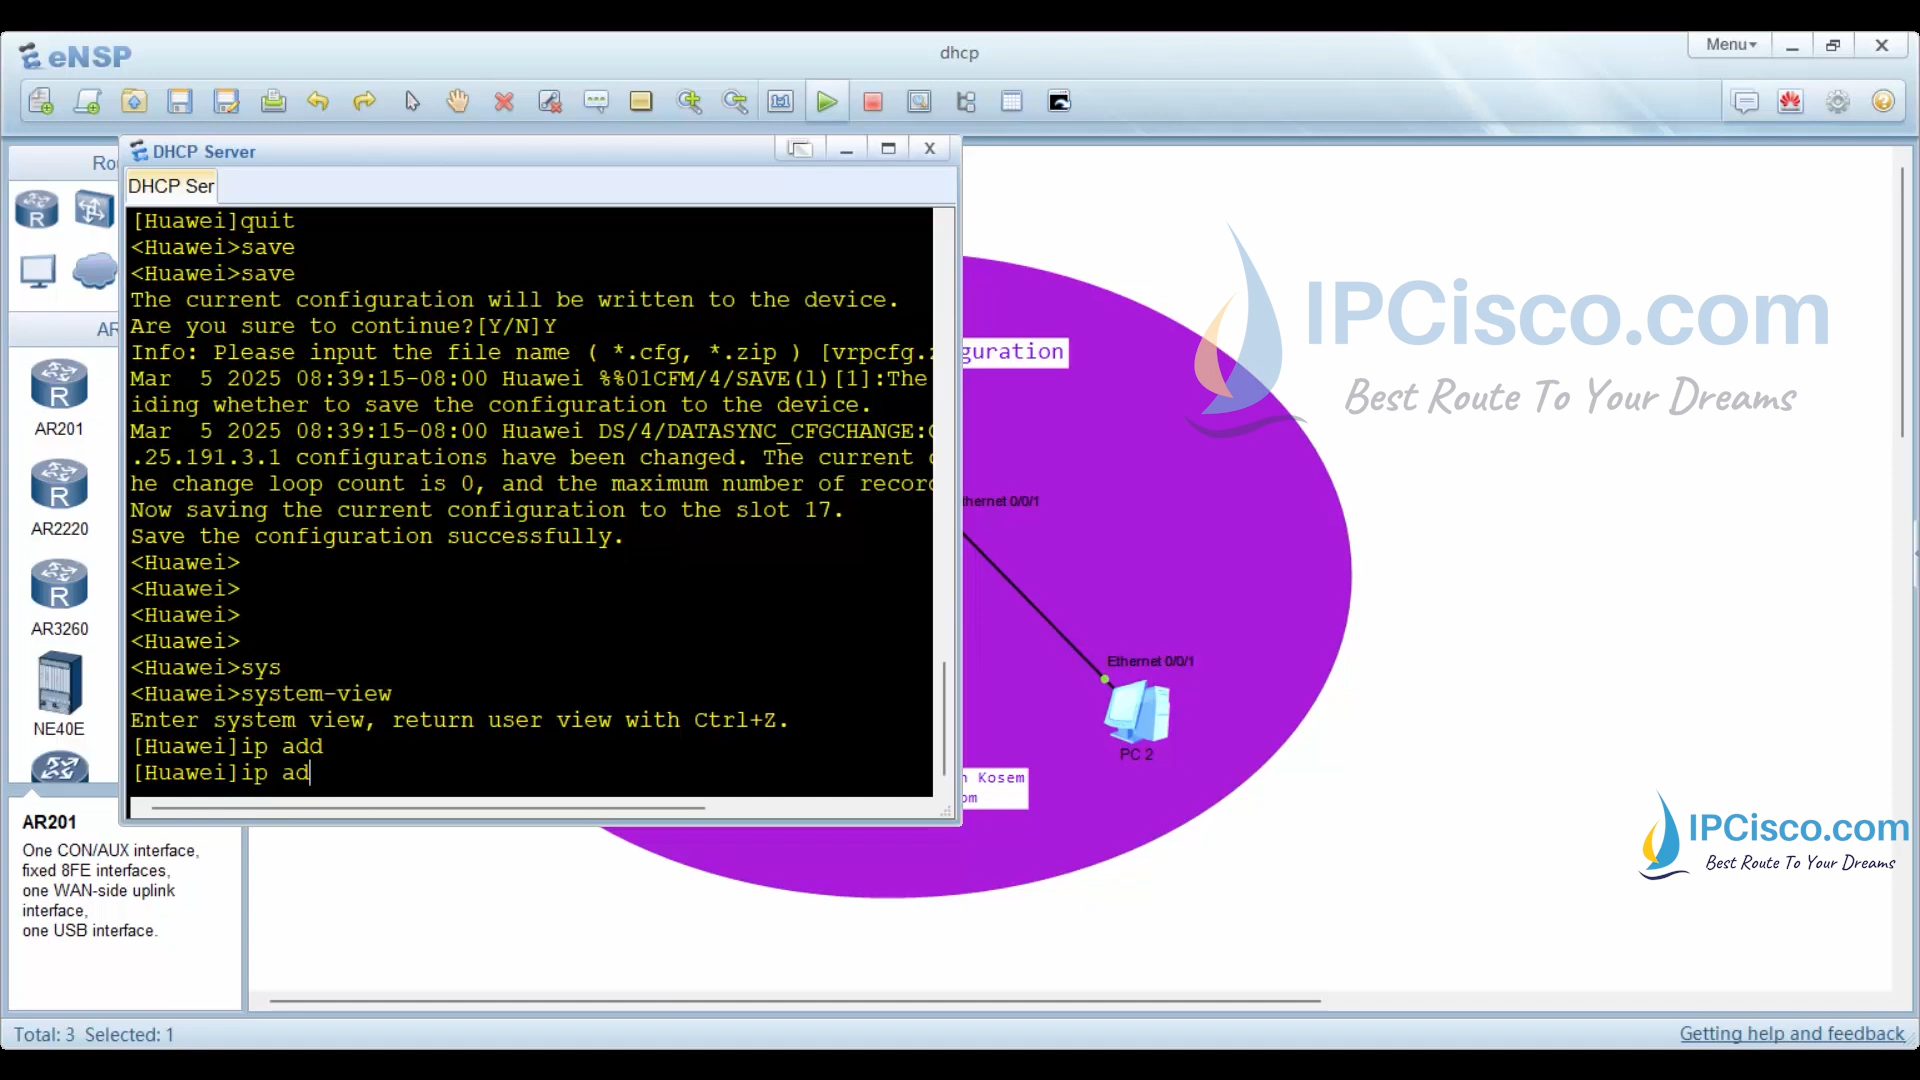 eNSP
dhcp
Menu
DHCP Server
DHCP Ser
[Huawei]quit
<Huawei>save
<Huawei>save
The current configuration will be written to the device.
Are you sure to continue?[Y/N]Y
Info: Please input the file name ( *.cfg, *.zip ) [vrpcfg.
Mar  5 2025 08:39:15-08:00 Huawei %%01CFM/4/SAVE(l)[1]:The
iding whether to save the configuration to the device.
Mar  5 2025 08:39:15-08:00 Huawei DS/4/DATASYNC_CFGCHANGE:
.25.191.3.1 configurations have been changed. The current
he change loop count is 0, and the maximum number of recor
Now saving the current configuration to the slot 17.
Save the configuration successfully.
<Huawei>
<Huawei>
<Huawei>
<Huawei>
<Huawei>sys
<Huawei>system-view
Enter system view, return user view with Ctrl+Z.
[Huawei]ip add
[Huawei]ip ad
Ro
R
AR
R
AR201
R
AR2220
R
AR3260
NE40E
AR201
One CON/AUX interface,
fixed 8FE interfaces,
one WAN-side uplink
interface,
one USB interface.
guration
hernet 0/0/1
Ethernet 0/0/1
PC 2
n Kosem
om
IPCisco.com
Best Route To Your Dreams
IPCisco.com
Best Route To Your Dreams
Total: 3 Selected: 1
Getting help and feedback